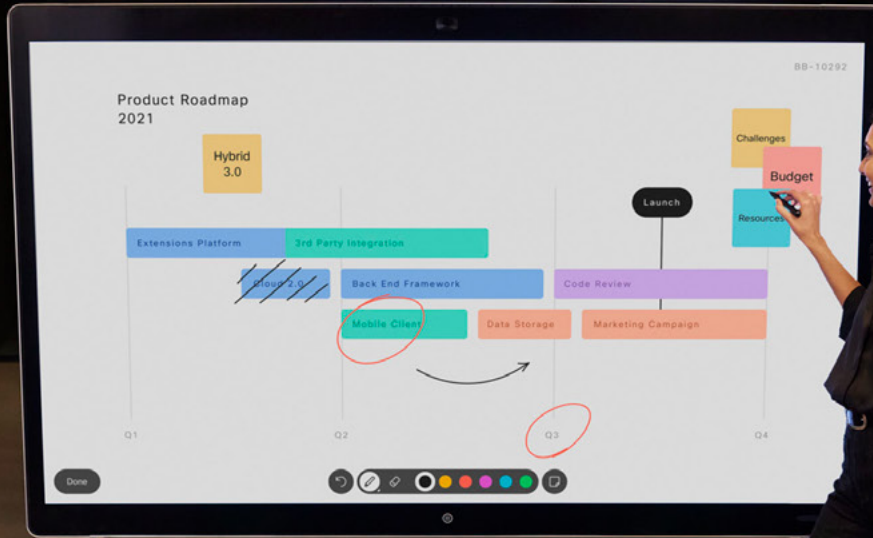 BB-10292
Product Roadmap
2021
Hybrid
3.0
Challenges
Budget
Resources
Launch
Extensions Platform
3rd Party Integration
Cloud 2.0
Back End Framework
Code Review
Mobile Client
Data Storage
Marketing Campaign
Q1
Q2
Q3
Q4
Done